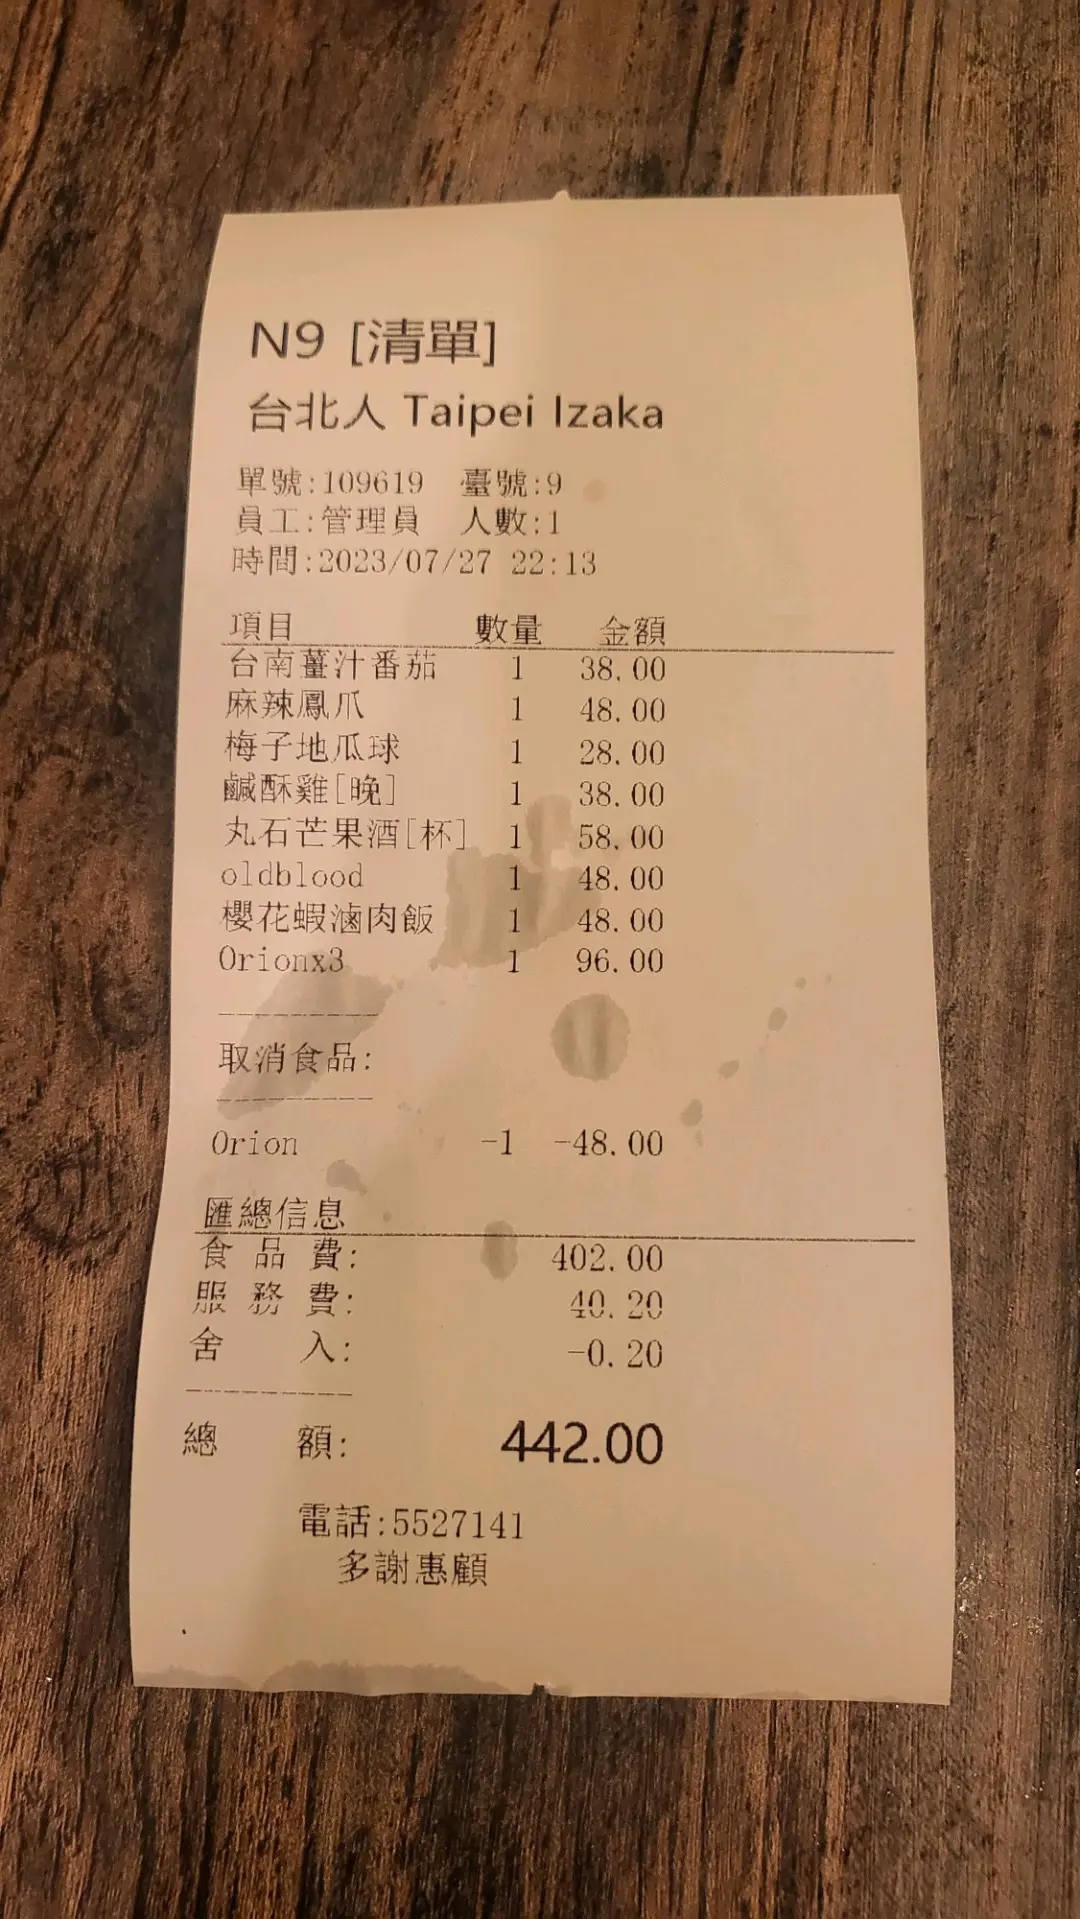 N9 [清單]
台北人 Taipei Izaka
單號:109619 臺號:9
員工:管理員 人數:1
時間:2023/07/27 22:13
項目 數量 金額
台南薑汁番茄 1 38.00
麻辣鳳爪 1 48.00
梅子地瓜球 1 28.00
鹹酥雞[晚] 1 38.00
丸石芒果酒[杯] 1 58.00
oldblood 1 48.00
櫻花蝦滷肉飯 1 48.00
Orionx3 1 96.00
------------
取消食品:
------------
Orion -1 -48.00
匯總信息
食品費: 402.00
服務費: 40.20
舍入: -0.20
------------
總額: 442.00
電話:5527141
多謝惠顧